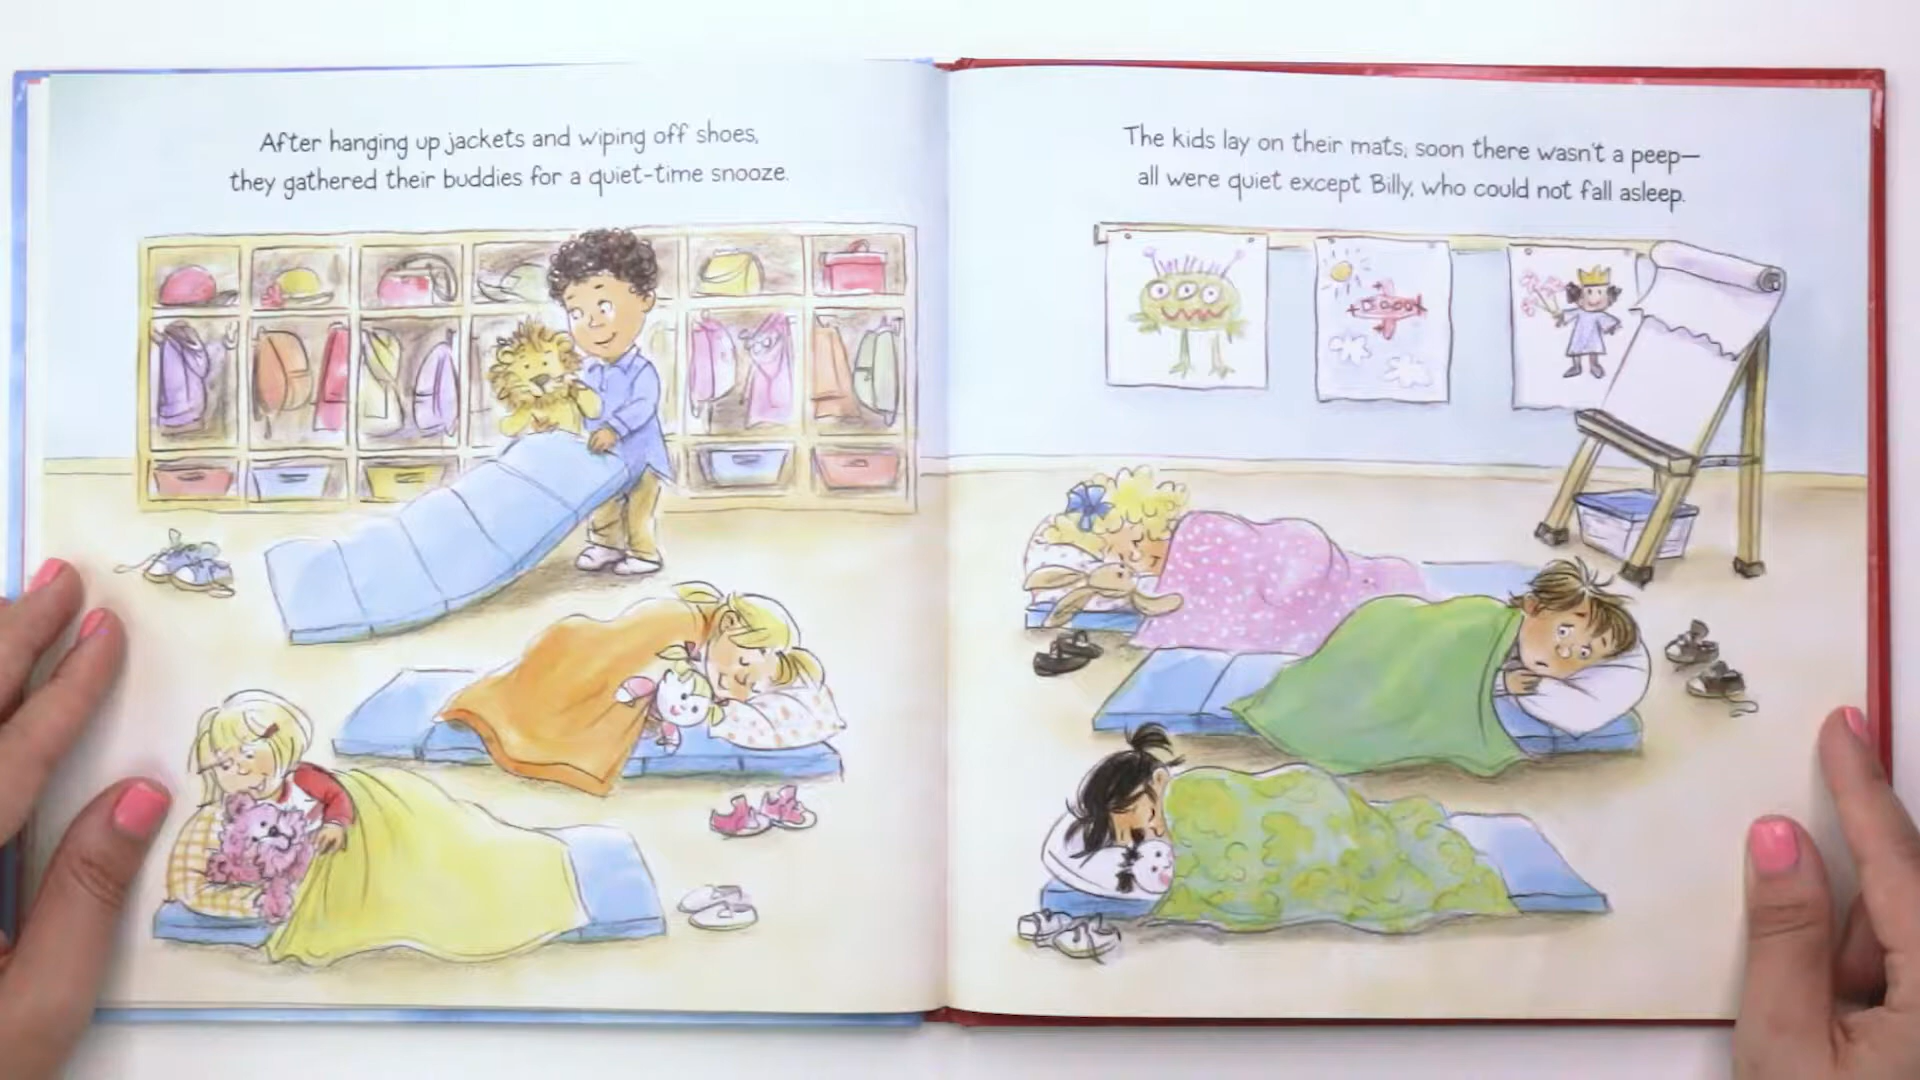 After hanging up jackets and wiping off shoes,
they gathered their buddies for a quiet-time snooze.
The kids lay on their mats; soon there wasn't a peep—
all were quiet except Billy, who could not fall asleep.